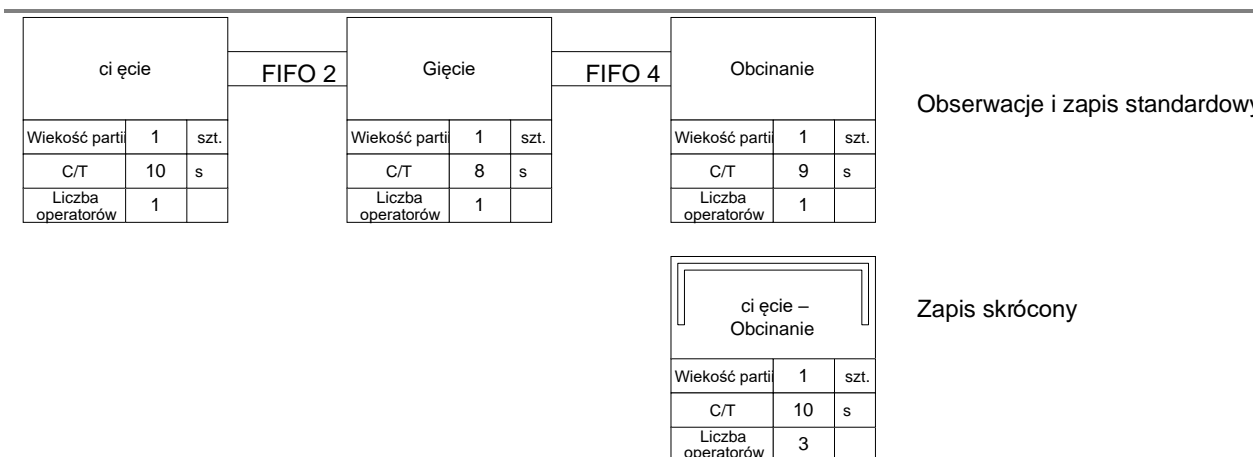 ci ęcie
FIFO 2
Gięcie
FIFO 4
Obcinanie
Obserwacje i zapis standardowy
Wiekość partii 1 szt.
C/T 10 s
Liczba
operatorów 1
Wiekość partii 1 szt.
C/T 8 s
Liczba
operatorów 1
Wiekość partii 1 szt.
C/T 9 s
Liczba
operatorów 1
ci ęcie –
Obcinanie
Zapis skrócony
Wiekość partii 1 szt.
C/T 10 s
Liczba
operatorów 3